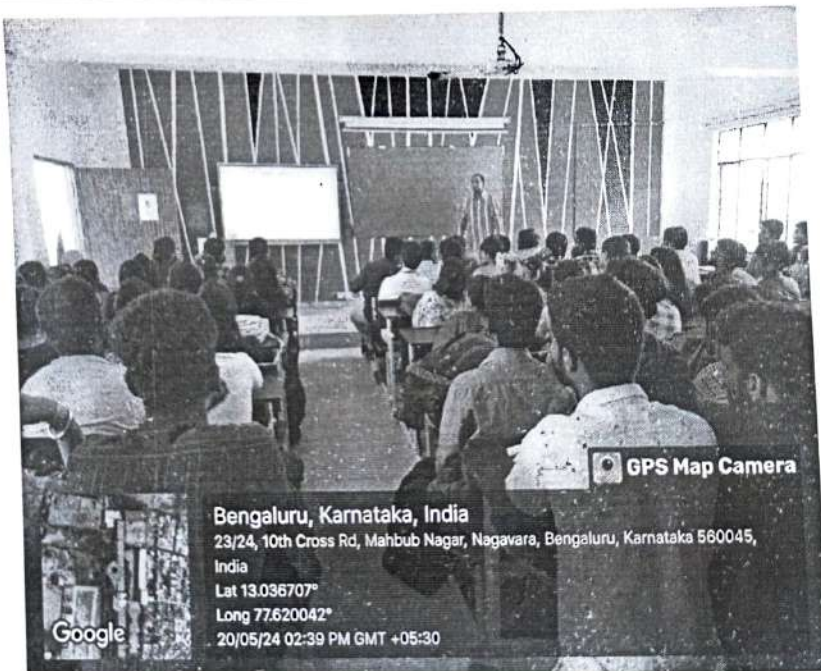 GPS Map Camera
Bengaluru, Karnataka, India
23/24, 10th Cross Rd, Mahbub Nagar, Nagavara, Bengaluru, Karnataka 560045,
India
Lat 13.036707°
Long 77.620042°
20/05/24 02:39 PM GMT +05:30
Google